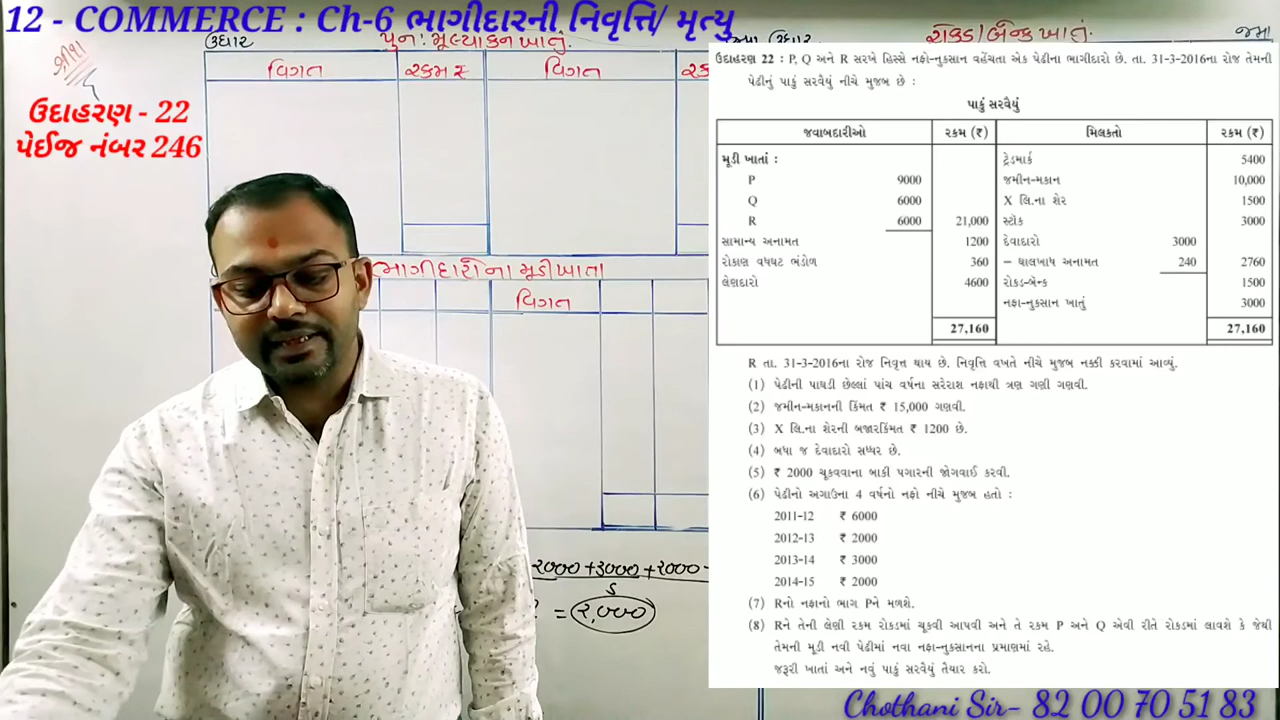 12 - COMMERCE : Ch-6 ભાગીદારની નિવૃત્તિ/ મૃત્યુ
શ્રીજી
ઉદાહરણ - 22
પેઈજ નંબર 246
ઉધાર પુનઃમૂલ્યાંકન ખાતું. ઉધાર રોકડ/બેન્ક ખાતું. જમા
વિગત રકમ ₹ વિગત
ભાગીદારોના મૂડી ખાતા
વિગત
૨૦૦૦ + ૩૦૦૦ + ૨૦૦૦ -
૫
= ૨,૦૦૦
ઉદાહરણ 22 : P, Q અને R સરખે હિસ્સે નફો-નુકસાન વહેંચતા એક પેઢીના ભાગીદારો છે. તા. 31-3-2016ના રોજ તેમની
પેઢીનું પાકું સરવૈયું નીચે મુજબ છે :
પાકું સરવૈયું
જવાબદારીઓ રકમ (₹) મિલકતો રકમ (₹)
મૂડી ખાતાં : ટ્રેડમાર્ક 5400
P 9000 જમીન-મકાન 10,000
Q 6000 X લિ.ના શેર 1500
R 6000 21,000 સ્ટૉક 3000
સામાન્ય અનામત 1200 દેવાદારો 3000
રોકાણ વધઘટ ભંડોળ 360 – ઘાલખાધ અનામત 240 2760
લેણદારો 4600 રોકડ-બૅન્ક 1500
નફા-નુકસાન ખાતું 3000
27,160 27,160
R તા. 31-3-2016ના રોજ નિવૃત્ત થાય છે. નિવૃત્તિ વખતે નીચે મુજબ નક્કી કરવામાં આવ્યું.
(1) પેઢીની પાઘડી છેલ્લાં પાંચ વર્ષના સરેરાશ નફાથી ત્રણ ગણી ગણવી.
(2) જમીન-મકાનની કિંમત ₹ 15,000 ગણવી.
(3) X લિ.ના શેરની બજારકિંમત ₹ 1200 છે.
(4) બધા જ દેવાદારો સધ્ધર છે.
(5) ₹ 2000 ચૂકવવાના બાકી પગારની જોગવાઈ કરવી.
(6) પેઢીનો અગાઉના 4 વર્ષનો નફો નીચે મુજબ હતો :
2011-12 ₹ 6000
2012-13 ₹ 2000
2013-14 ₹ 3000
2014-15 ₹ 2000
(7) Rનો નફાનો ભાગ Pને મળશે.
(8) Rને તેની લેણી રકમ રોકડમાં ચૂકવી આપવી અને તે રકમ P અને Q એવી રીતે રોકડમાં લાવશે કે જેથી
તેમની મૂડી નવી પેઢીમાં નવા નફા-નુકસાનના પ્રમાણમાં રહે.
જરૂરી ખાતાં અને નવું પાકું સરવૈયું તૈયાર કરો.
Chothani Sir- 82 00 70 51 83